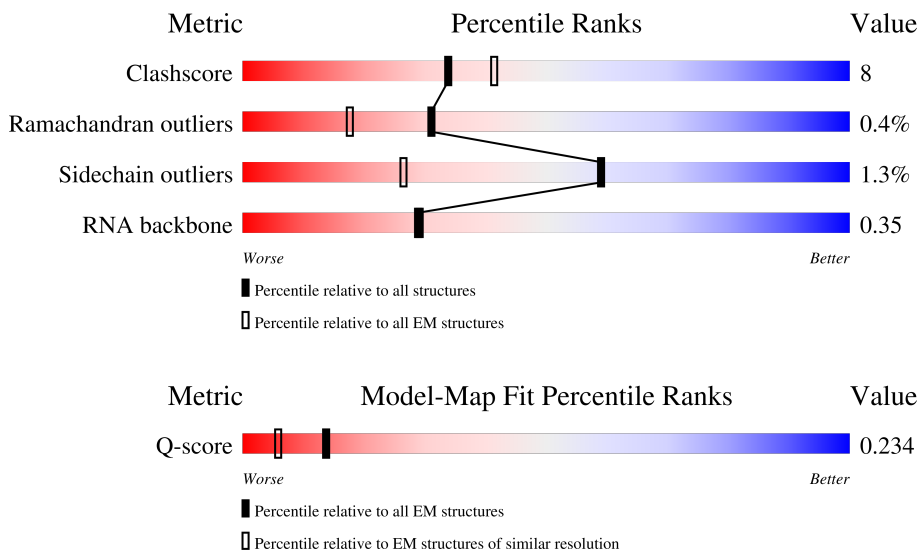 Metric Percentile Ranks Value
Clashscore 8
Ramachandran outliers 0.4%
Sidechain outliers 1.3%
RNA backbone 0.35
Worse Better
Percentile relative to all structures
Percentile relative to all EM structures
Metric Model-Map Fit Percentile Ranks Value
Q-score 0.234
Worse Better
Percentile relative to all EM structures
Percentile relative to EM structures of similar resolution